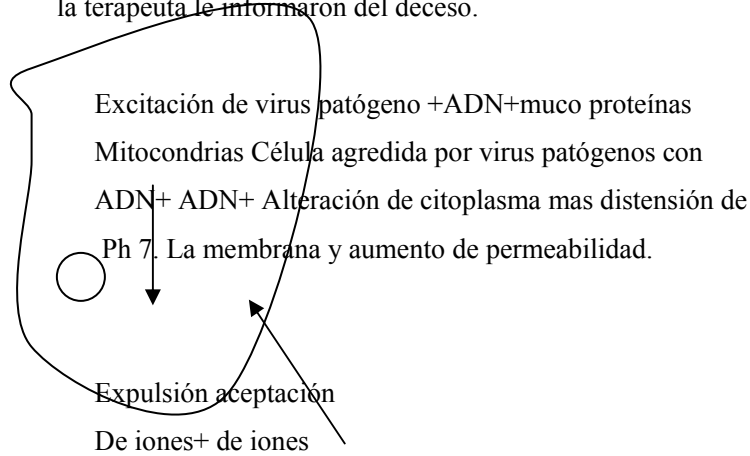 la terapeuta le informaron del deceso.
Excitación de virus patógeno +ADN+muco proteínas
Mitocondrias Célula agredida por virus patógenos con
ADN+ ADN+ Alteración de citoplasma mas distensión de
Ph 7. La membrana y aumento de permeabilidad.
Expulsión aceptación
De iones+ de iones